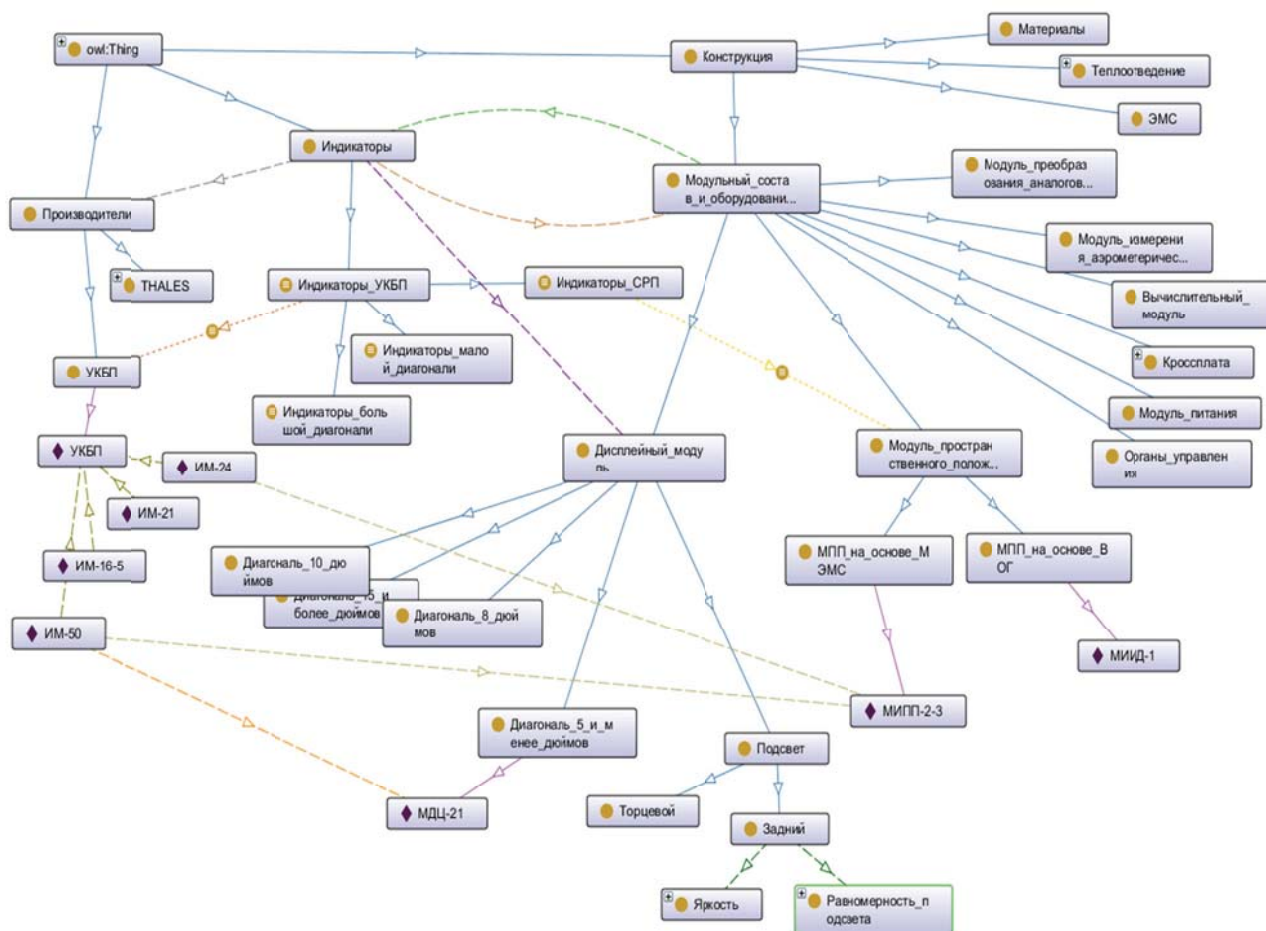 owl:Thing
Конструкция
Материалы
Теплоотведение
ЭМС
Индикаторы
Модульный_соста
в_и_оборудовани...
Модуль_преобраз
ования_аналогов...
Производители
Модуль_измерени
я_аэрометеричес...
THALES
Индикаторы_УКБП
Индикаторы_СРП
Вычислительный_
модуль
УКБП
Индикаторы_мало
й_диагонали
Кроссплата
Индикаторы_боль
шой_диагонали
Модуль_питания
УКБП
ИМ-24
Дисплейный_моду
ль
Модуль_простран
ственного_полож...
Органы_управлен
ия
ИМ-21
ИМ-16-5
Диагональ_10_дю
ймов
Диагональ_15_и_
более_дюймов
Диагональ_8_дюй
мов
МПП_на_основе_М
ЭМС
МПП_на_основе_В
ОГ
ИМ-50
МИИД-1
МИПП-2-3
Диагональ_5_и_м
енее_дюймов
Подсвет
МДЦ-21
Торцевой
Задний
Яркость
Равномерность_п
одсвета